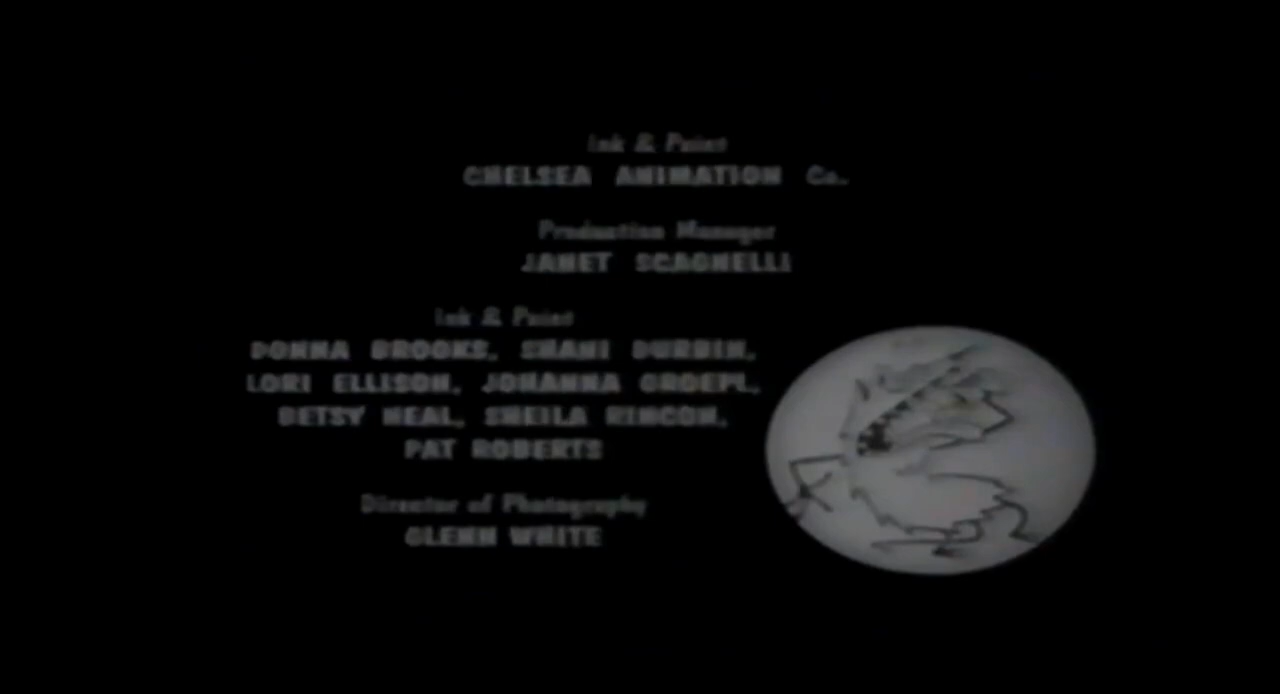 Ink & Paint
CHELSEA ANIMATION Co.
Production Manager
JANET SCAGNELLI
Ink & Paint
DONNA BROOKS, SHANI DURBIN,
LORI ELLISON, JOHANNA GROEPL,
BETSY NEAL, SHEILA RINCON,
PAT ROBERTS
Director of Photography
GLENN WHITE